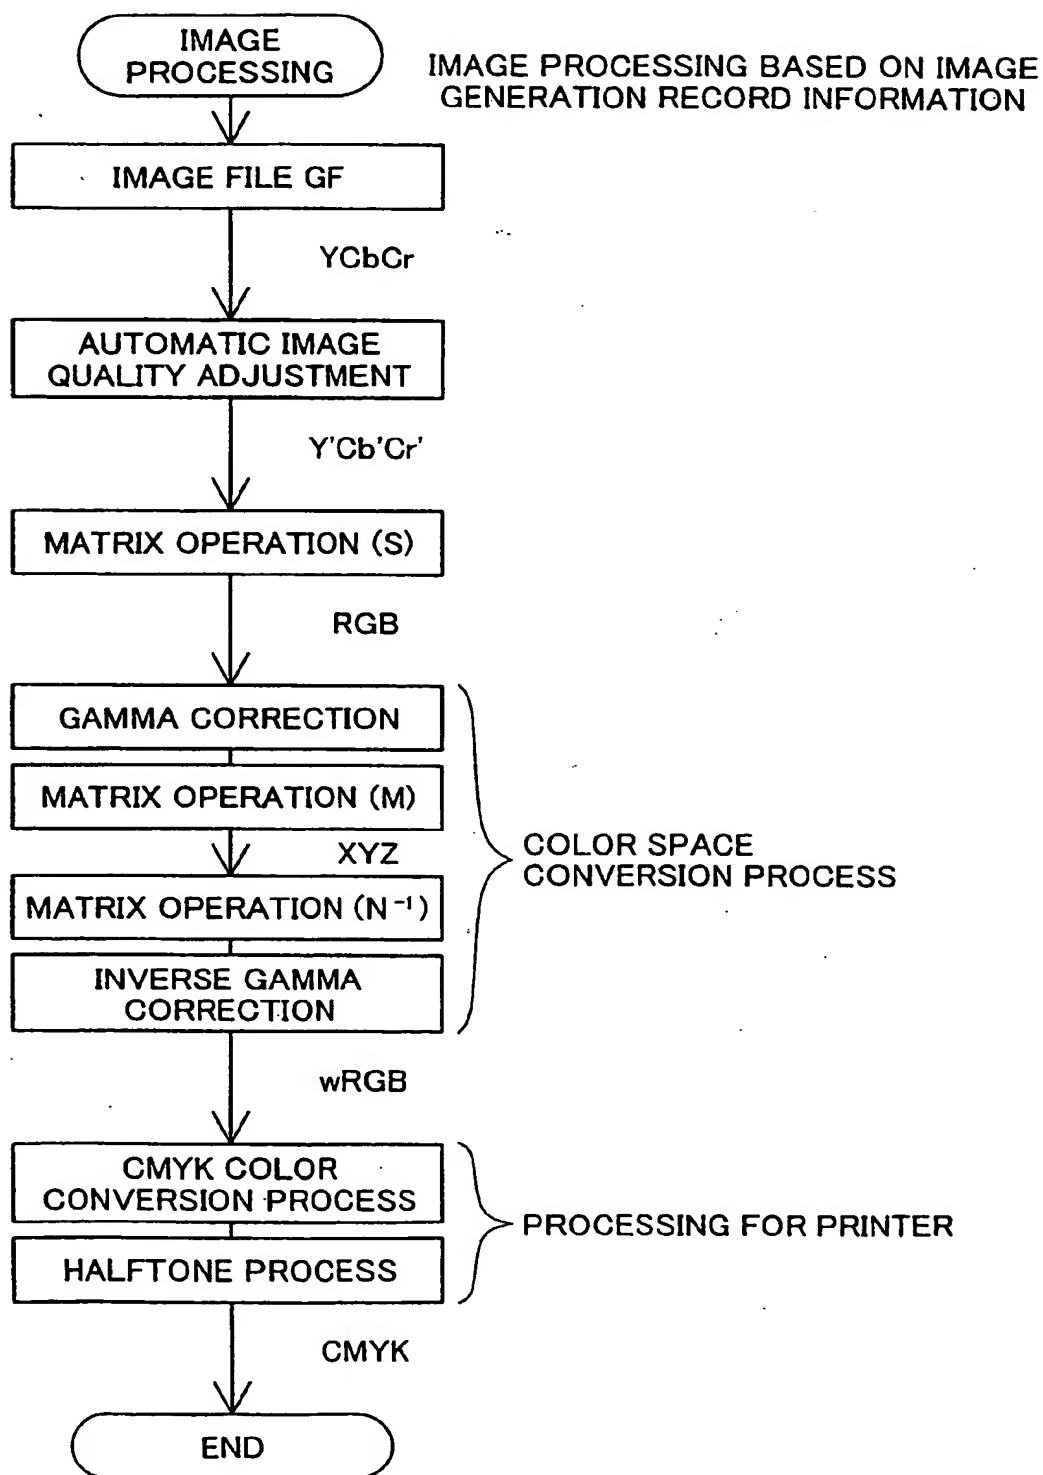 IMAGE
PROCESSING
IMAGE PROCESSING BASED ON IMAGE
GENERATION RECORD INFORMATION
IMAGE FILE GF
YCbCr
AUTOMATIC IMAGE
QUALITY ADJUSTMENT
Y'Cb'Cr'
MATRIX OPERATION (S)
RGB
GAMMA CORRECTION
MATRIX OPERATION (M)
XYZ
COLOR SPACE
CONVERSION PROCESS
MATRIX OPERATION (N⁻¹)
INVERSE GAMMA
CORRECTION
wRGB
CMYK COLOR
CONVERSION PROCESS
PROCESSING FOR PRINTER
HALFTONE PROCESS
CMYK
END